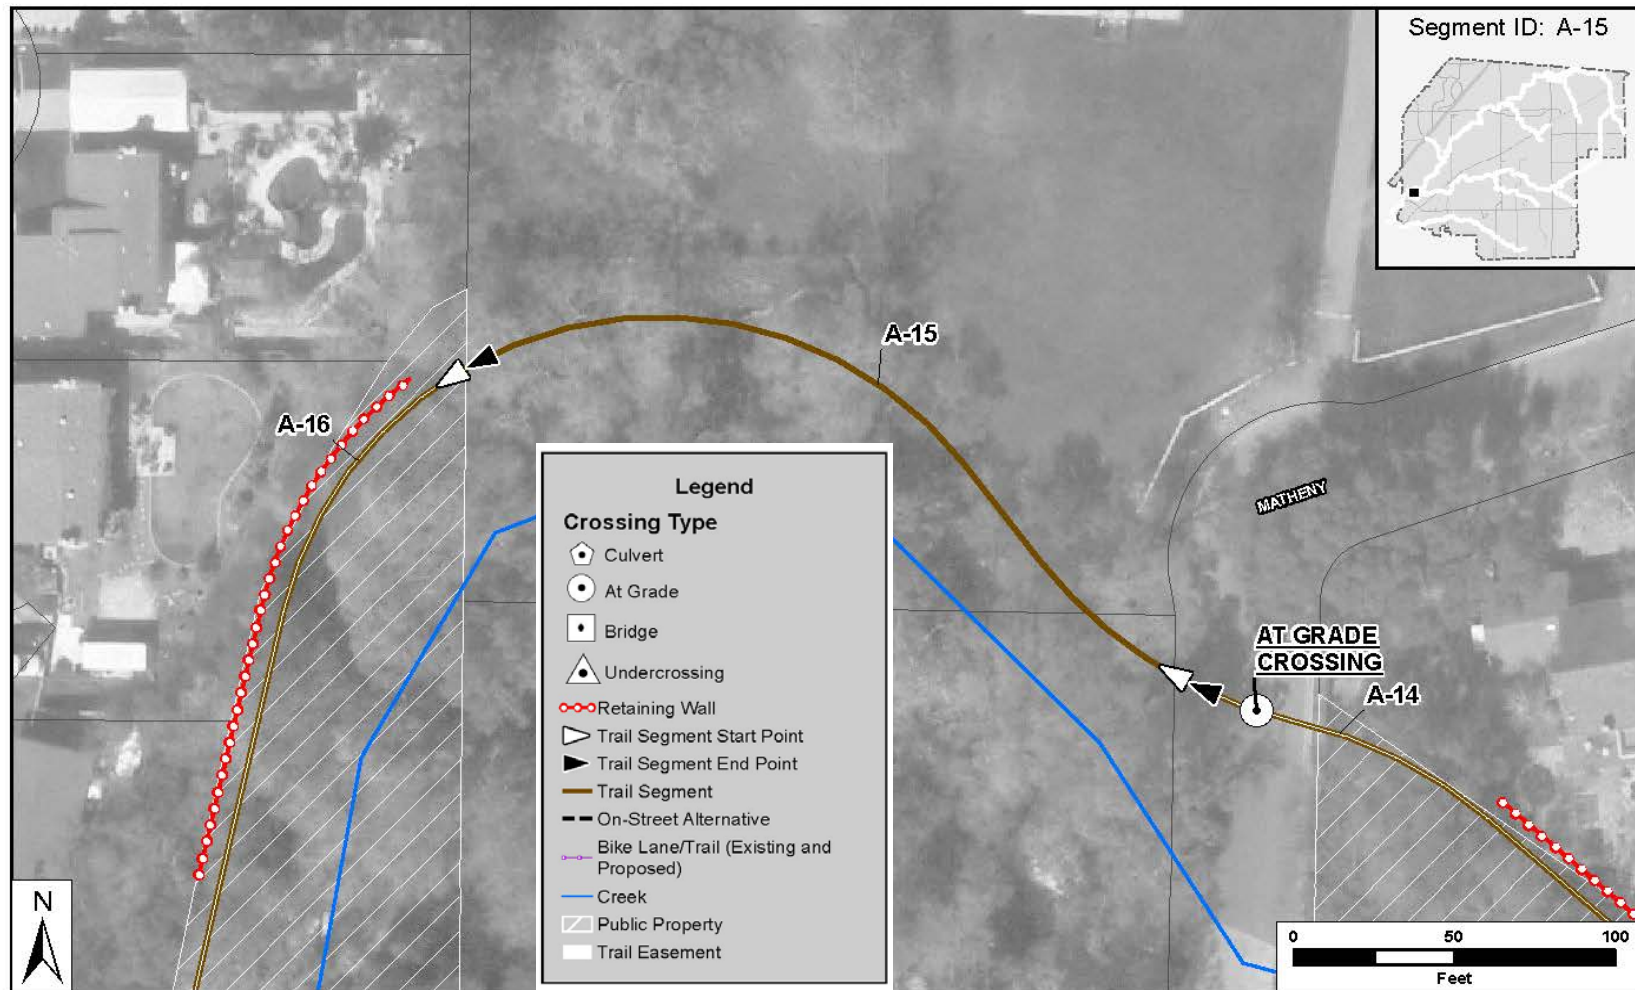 Segment ID: A-15
A-15
A-16
MATHENY
AT GRADE
CROSSING
A-14
Legend
Crossing Type
Culvert
At Grade
Bridge
Undercrossing
Retaining Wall
Trail Segment Start Point
Trail Segment End Point
Trail Segment
On-Street Alternative
Bike Lane/Trail (Existing and
Proposed)
Creek
Public Property
Trail Easement
N
0 50 100
Feet